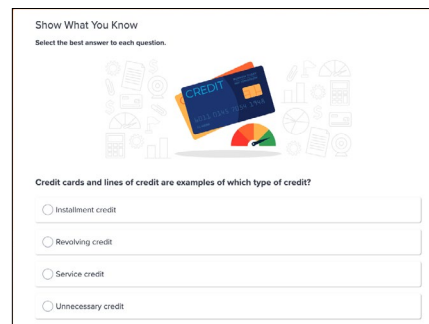 Show What You Know
Select the best answer to each question.
CREDIT
Credit cards and lines of credit are examples of which type of credit?
Installment credit
Revolving credit
Service credit
Unnecessary credit